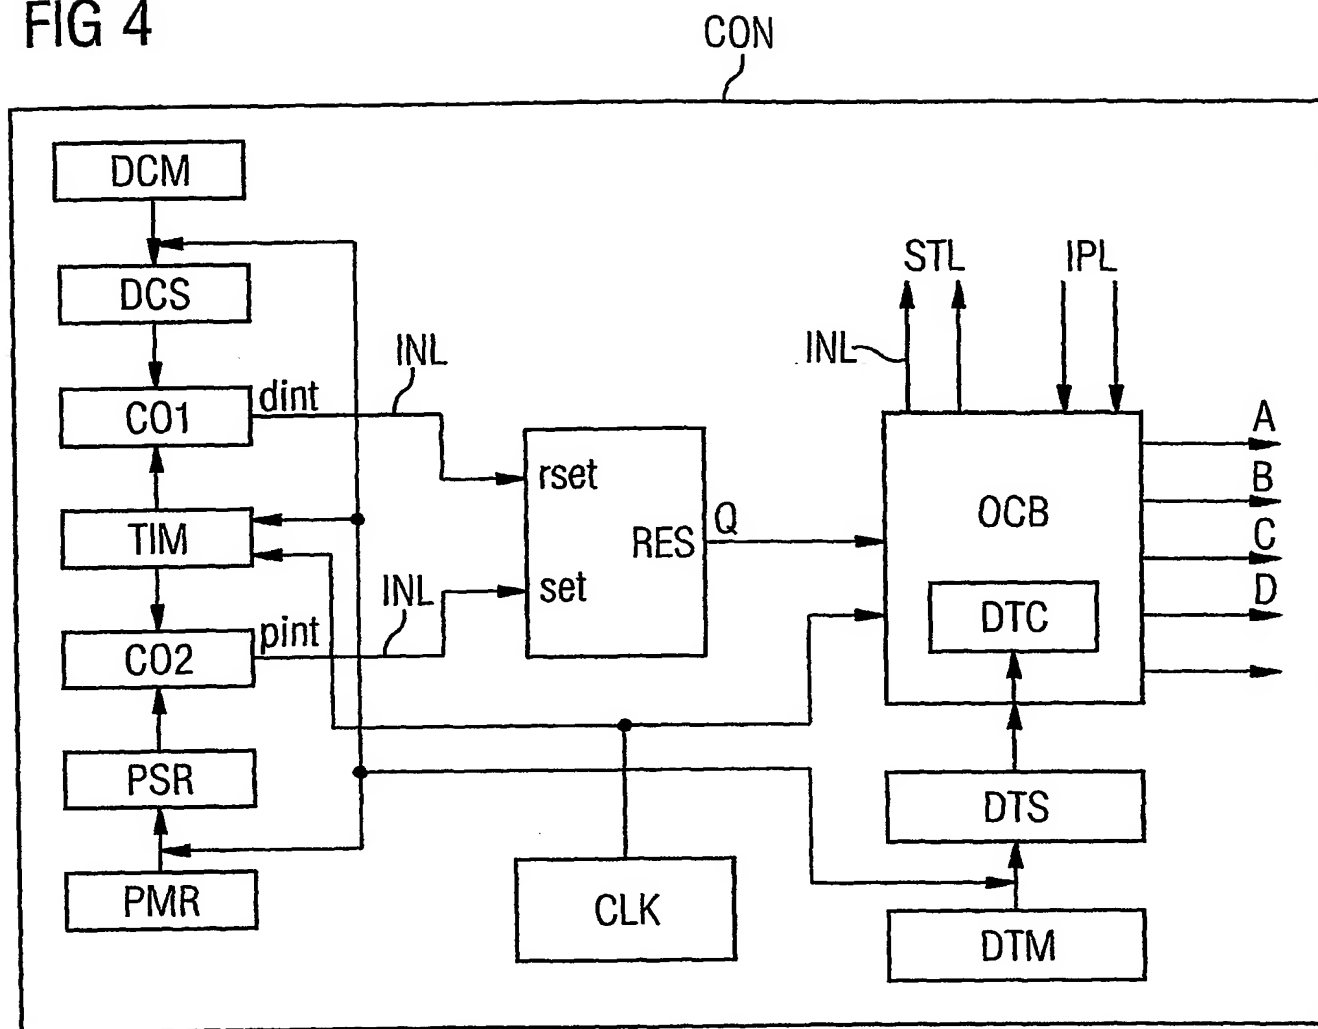 FIG 4
CON
DCM
DCS
STL
IPL
INL
INL
CO1
dint
A
rset
B
OCB
TIM
Q
RES
C
INL
set
D
DTC
pint
CO2
PSR
DTS
CLK
PMR
DTM